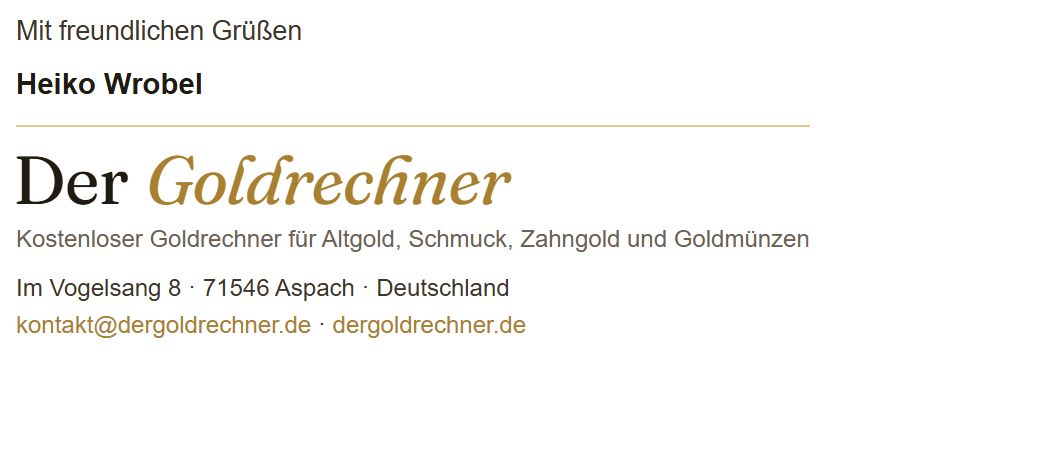 Mit freundlichen Grüßen
Heiko Wrobel
Der Goldrechner
Kostenloser Goldrechner für Altgold, Schmuck, Zahngold und Goldmünzen
Im Vogelsang 8 · 71546 Aspach · Deutschland
kontakt@dergoldrechner.de · dergoldrechner.de